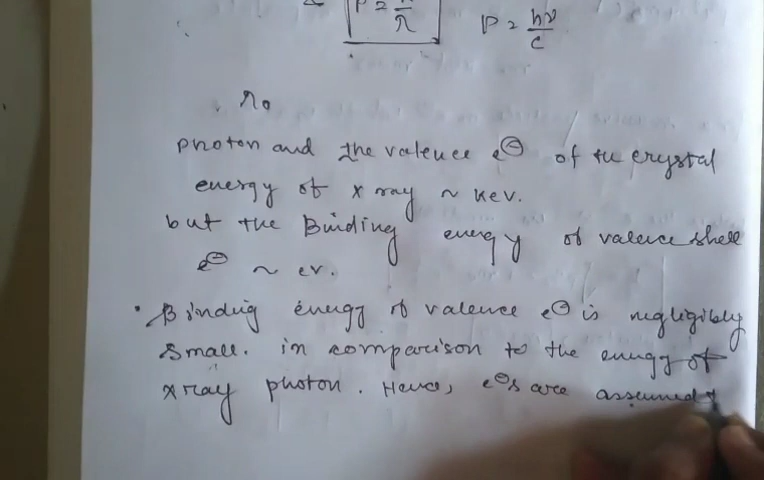 P = h/λ P = hν/c
λ₀
photon and the valence e⊖ of the crystal
energy of x ray ~ kev.
but the Binding energy of valence shell
e⊖ ~ ev.
• Binding energy of valence e⊖ is negligibly
small. in comparison to the energy of
x ray photon. Hence, e⊖s are assumed